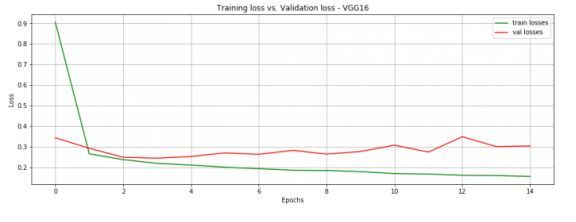 Training loss vs. Validation loss - VGG16
train losses
val losses
0.9
0.8
0.7
0.6
0.5
0.4
0.3
0.2
Loss
0 2 4 6 8 10 12 14
Epochs